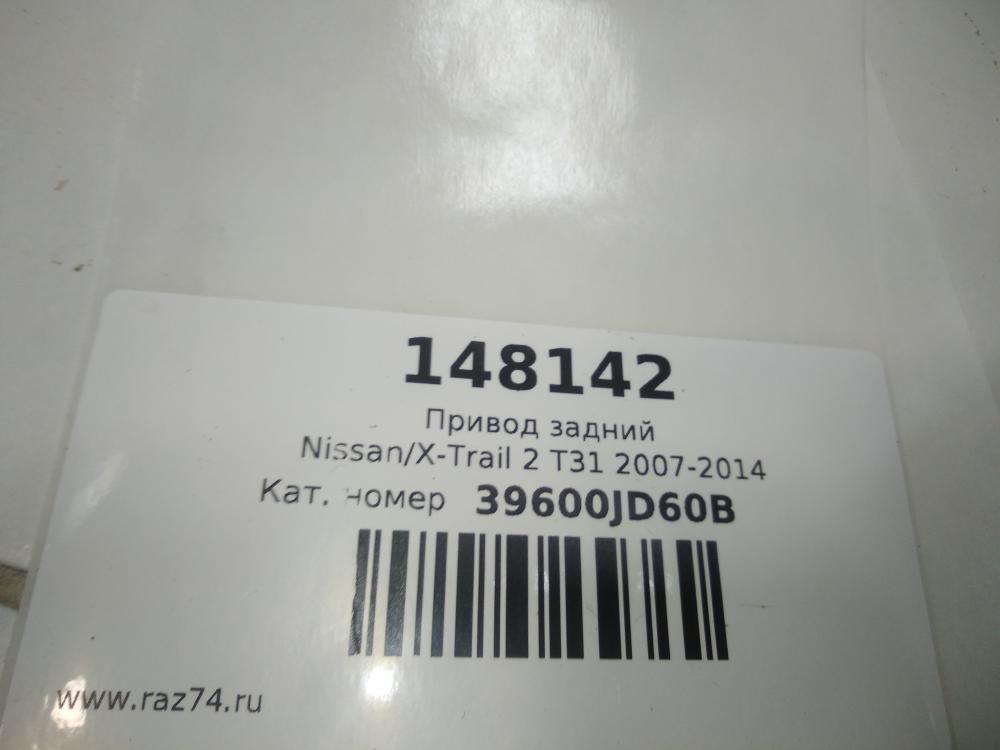 148142
Привод задний
Nissan/X-Trail 2 T31 2007-2014
Кат. номер 39600JD60B
www.raz74.ru